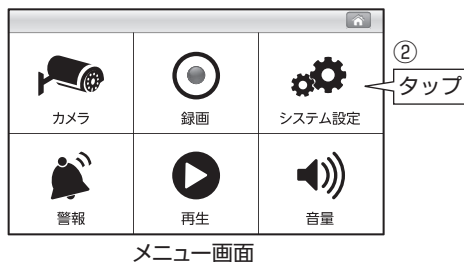 ②
タップ
カメラ
録画
システム設定
警報
再生
音量
メニュー画面